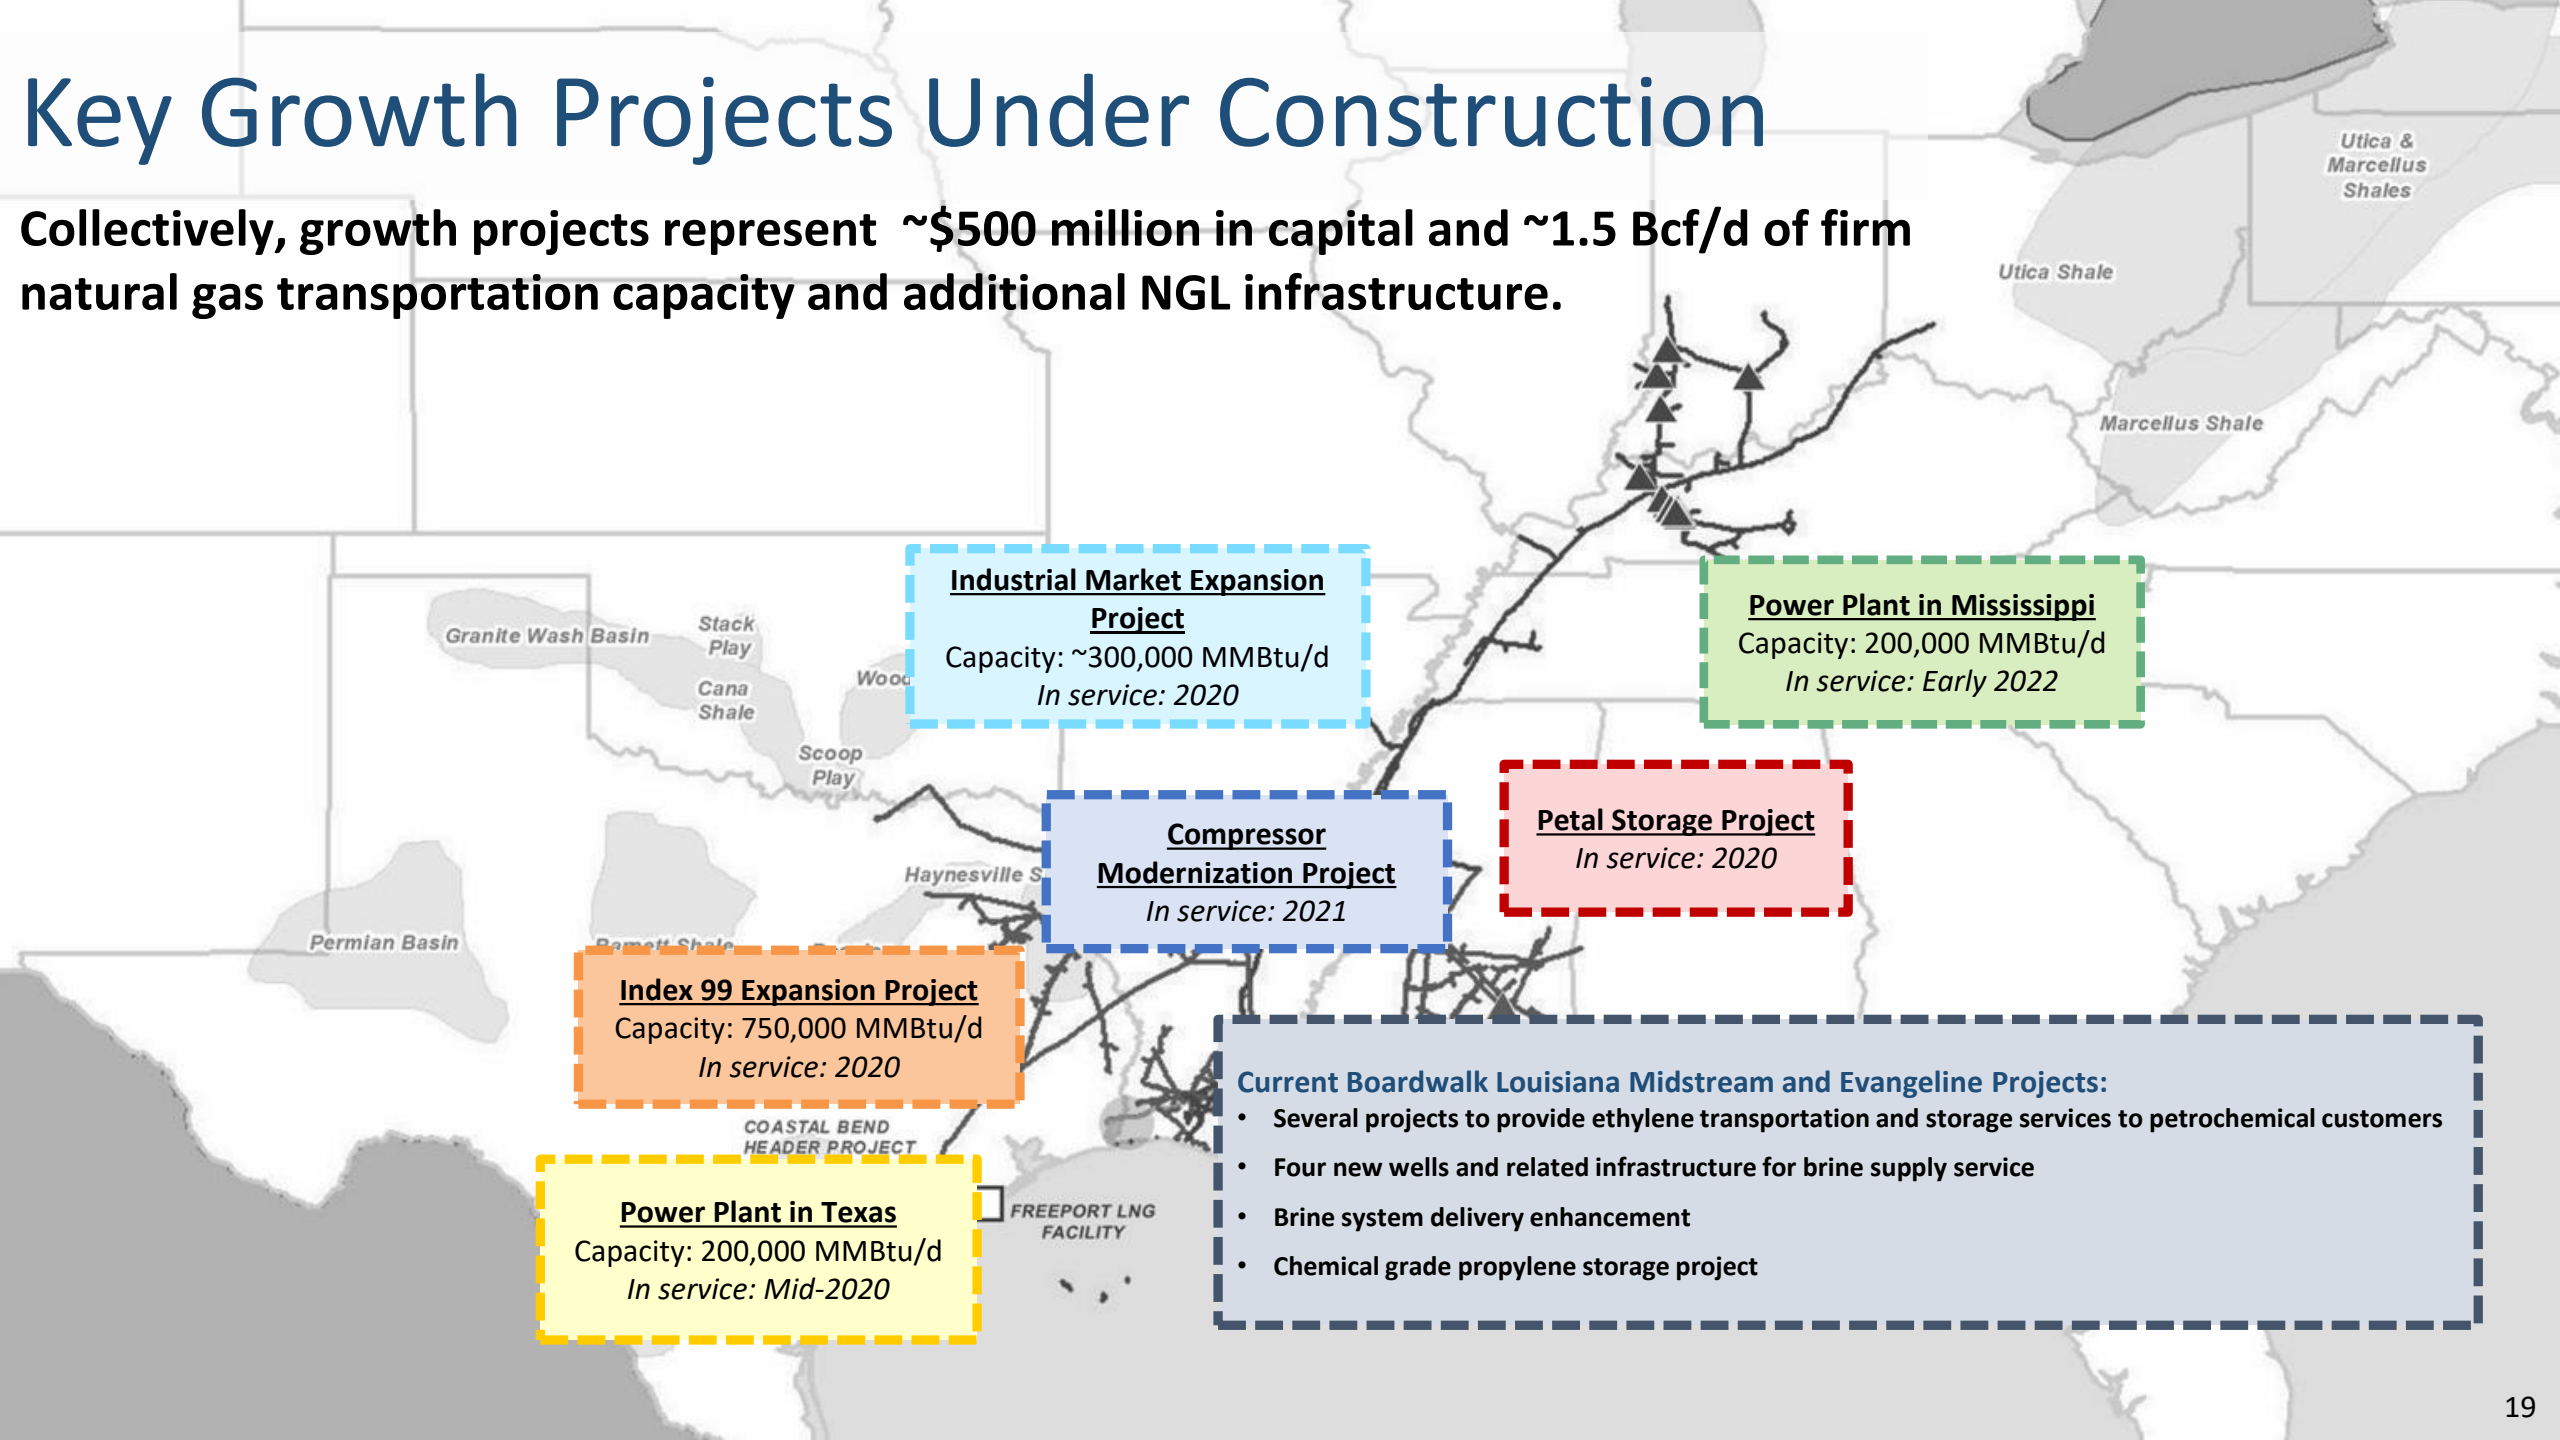 Key Growth Projects Under Construction
Collectively, growth projects represent ~$500 million in capital and ~1.5 Bcf/d of firm
natural gas transportation capacity and additional NGL infrastructure.
Utica &
Marcellus
Shales
Utica Shale
Marcellus Shale
Industrial Market Expansion
Project
Capacity: ~300,000 MMBtu/d
In service: 2020
Power Plant in Mississippi
Capacity: 200,000 MMBtu/d
In service: Early 2022
Granite Wash Basin
Stack
Play
Cana
Shale
Scoop
Play
Petal Storage Project
In service: 2020
Compressor
Modernization Project
In service: 2021
Haynesville S
Permian Basin
Barnett Shale
Index 99 Expansion Project
Capacity: 750,000 MMBtu/d
In service: 2020
COASTAL BEND
HEADER PROJECT
Power Plant in Texas
Capacity: 200,000 MMBtu/d
In service: Mid-2020
FREEPORT LNG
FACILITY
Current Boardwalk Louisiana Midstream and Evangeline Projects:
• Several projects to provide ethylene transportation and storage services to petrochemical customers
• Four new wells and related infrastructure for brine supply service
• Brine system delivery enhancement
• Chemical grade propylene storage project
19